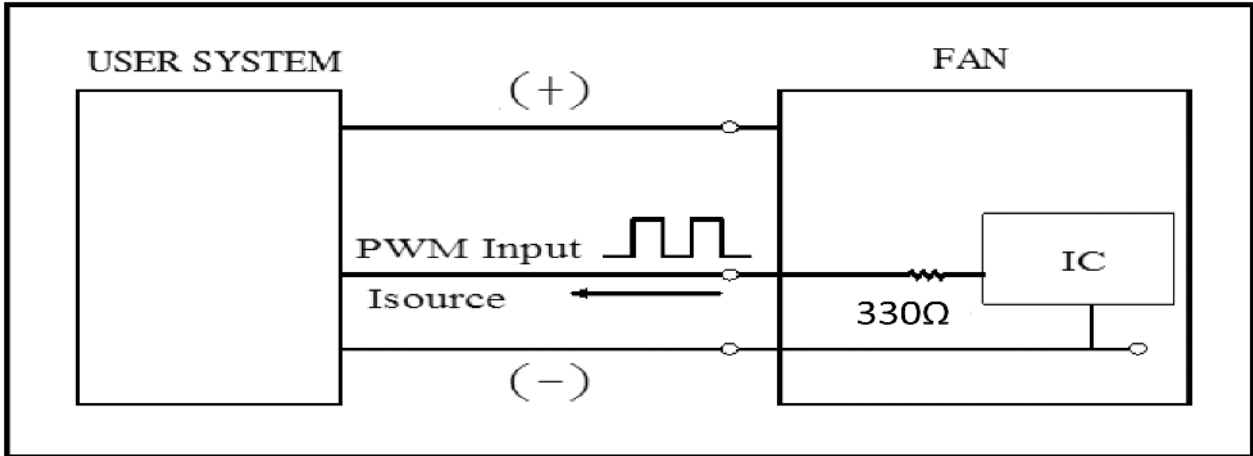 USER SYSTEM
FAN
(+)
PWM Input
IC
Isource
330Ω
(−)